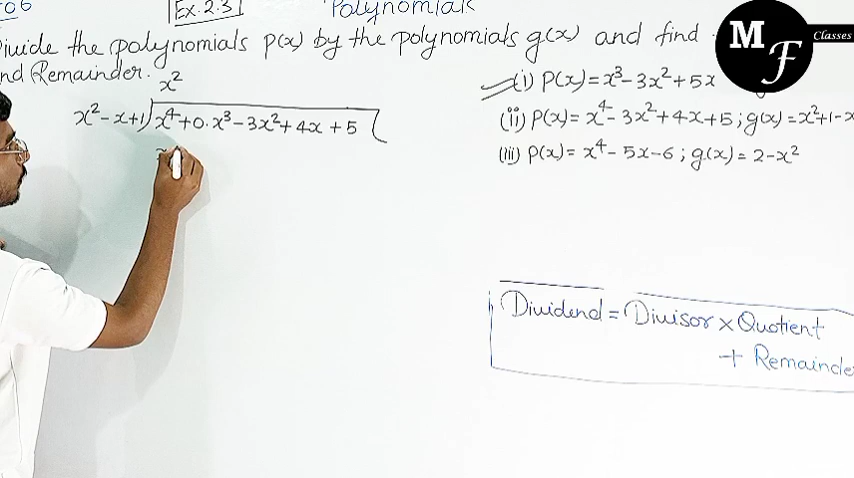 Ex. 2.3
Polynomials
Divide the polynomials p(x) by the polynomials g(x) and find
and Remainder.
x²
x² - x + 1) x⁴ + 0.x³ - 3x² + 4x + 5 (
(i) P(x) = x³ - 3x² + 5x
(ii) P(x) = x⁴ - 3x² + 4x + 5 ; g(x) = x² + 1 - x
(iii) P(x) = x⁴ - 5x - 6 ; g(x) = 2 - x²
Dividend = Divisor × Quotient
+ Remainder
MF Classes